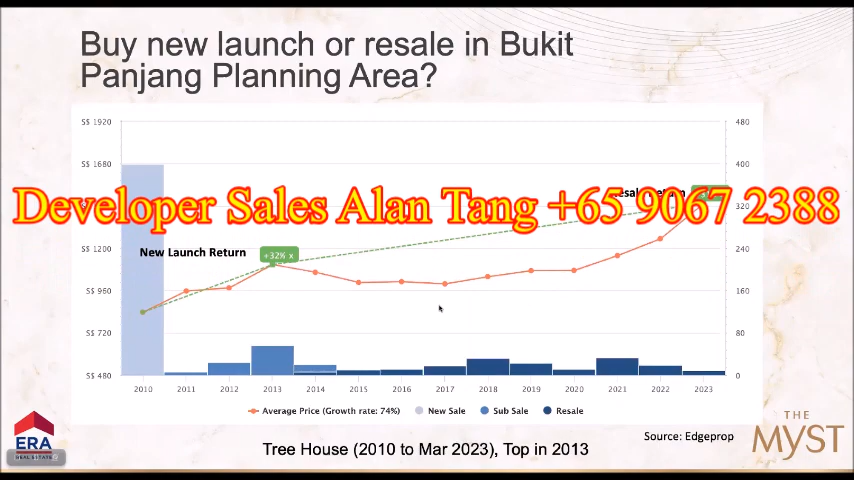 Buy new launch or resale in Bukit
Panjang Planning Area?
S$ 1920
480
S$ 1680
400
Developer Sales Alan Tang +65 9067 2388
320
S$ 1200
240
New Launch Return
+32% x
S$ 960
160
S$ 720
80
S$ 480
0
2010 2011 2012 2013 2014 2015 2016 2017 2018 2019 2020 2021 2022 2023
Average Price (Growth rate: 74%) New Sale Sub Sale Resale
ERA
REAL ESTATE
Tree House (2010 to Mar 2023), Top in 2013
Source: Edgeprop
THE
MYST